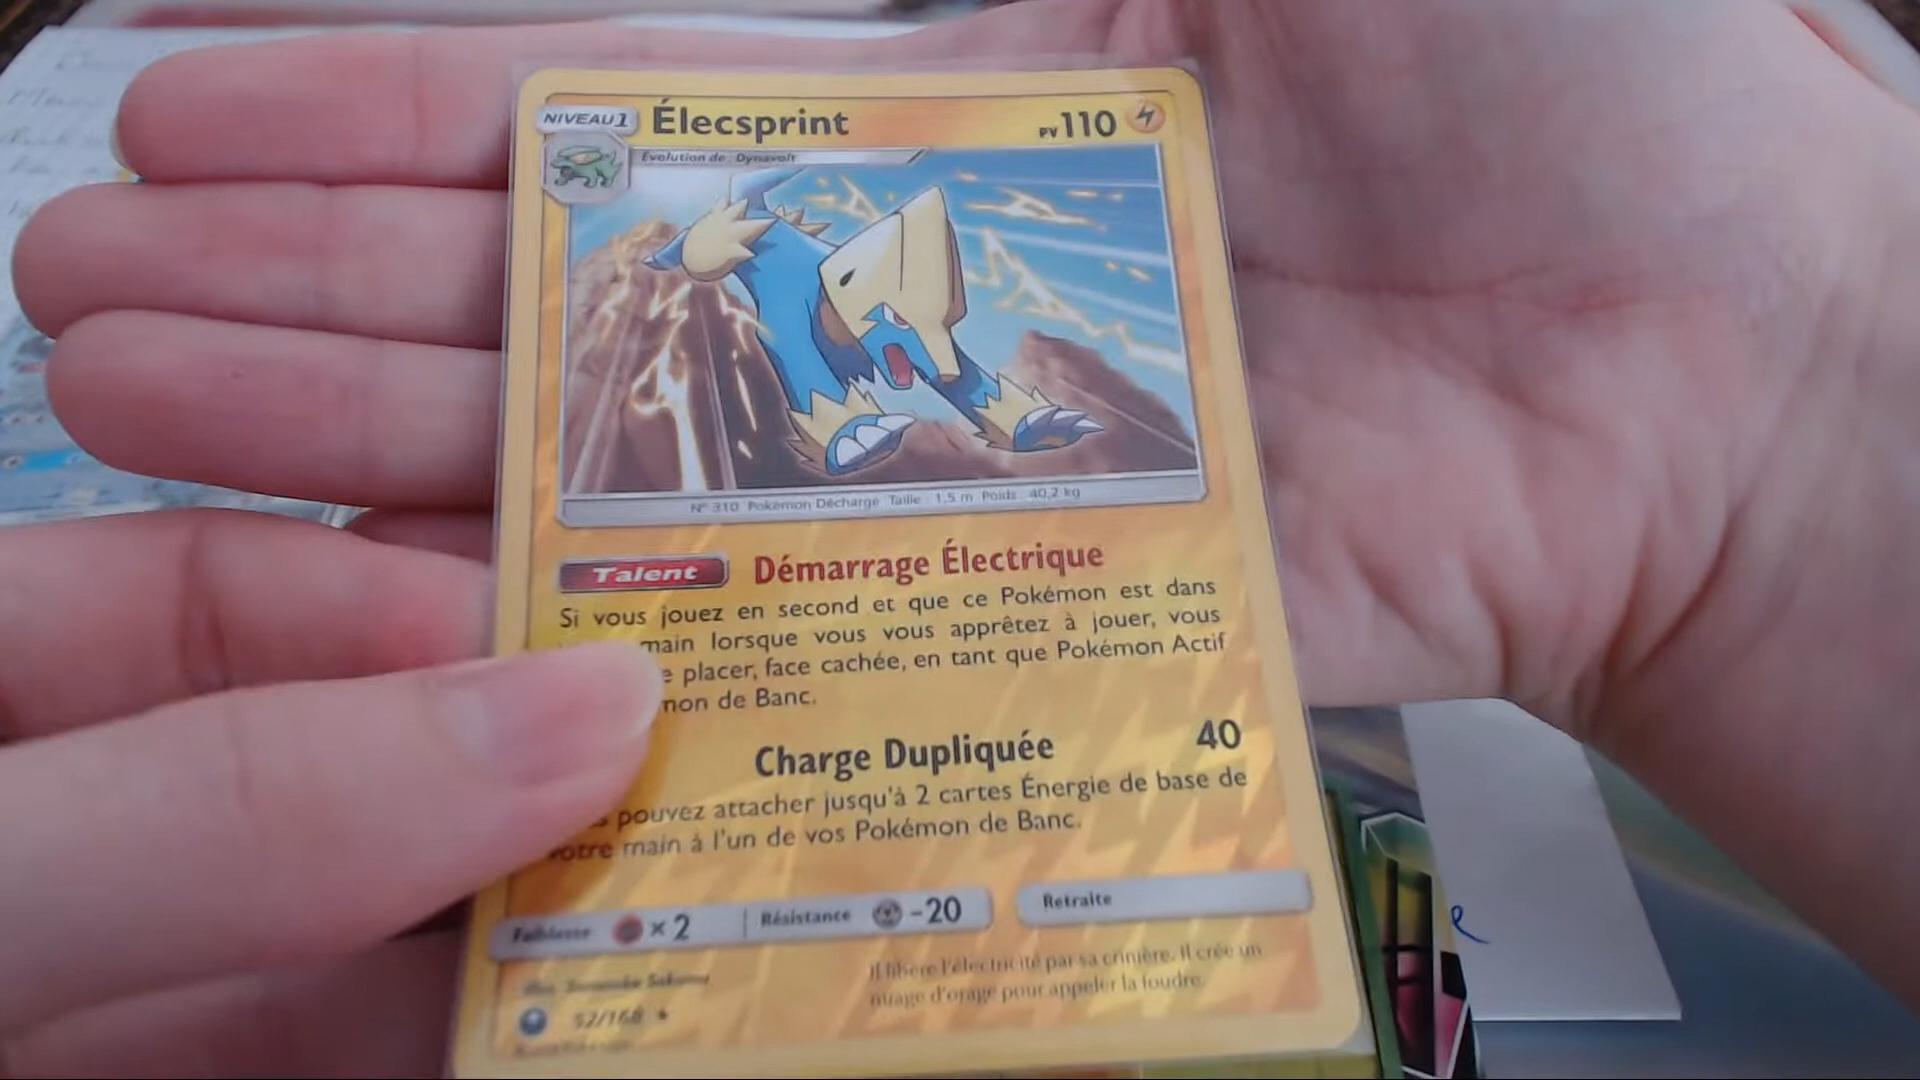 NIVEAU 1 Élecsprint PV 110
Évolution de Dynavolt
N° 310 Pokémon Décharge Taille : 1,5 m Poids : 40,2 kg
Talent Démarrage Électrique
Si vous jouez en second et que ce Pokémon est dans
main lorsque vous vous apprêtez à jouer, vous
placer, face cachée, en tant que Pokémon Actif
de Banc.
Charge Dupliquée 40
pouvez attacher jusqu'à 2 cartes Énergie de base de
votre main à l'un de vos Pokémon de Banc.
Faiblesse × 2 Résistance -20 Retraite
Il libère l'électricité par sa crinière. Il crée un
nuage d'orage pour appeler la foudre.
52/168 ★